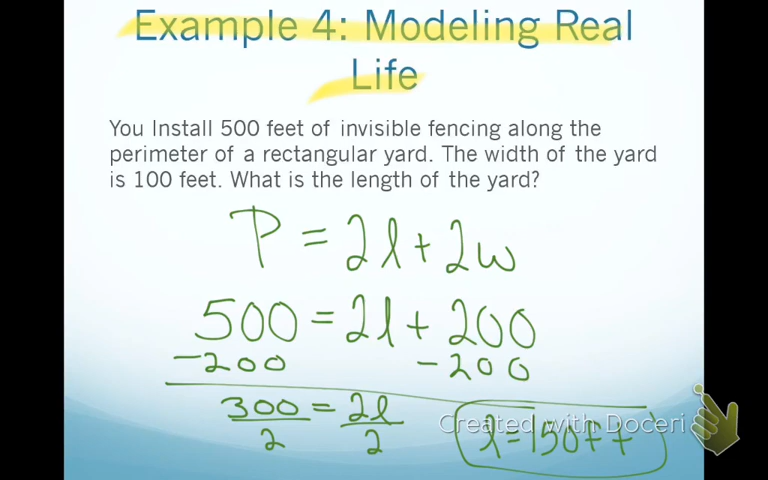 Example 4: Modeling Real
Life
You Install 500 feet of invisible fencing along the
perimeter of a rectangular yard. The width of the yard
is 100 feet. What is the length of the yard?
P = 2l + 2w
500 = 2l + 200
-200 -200
300 = 2l
2 2
l = 150 ft
Created with Doceri